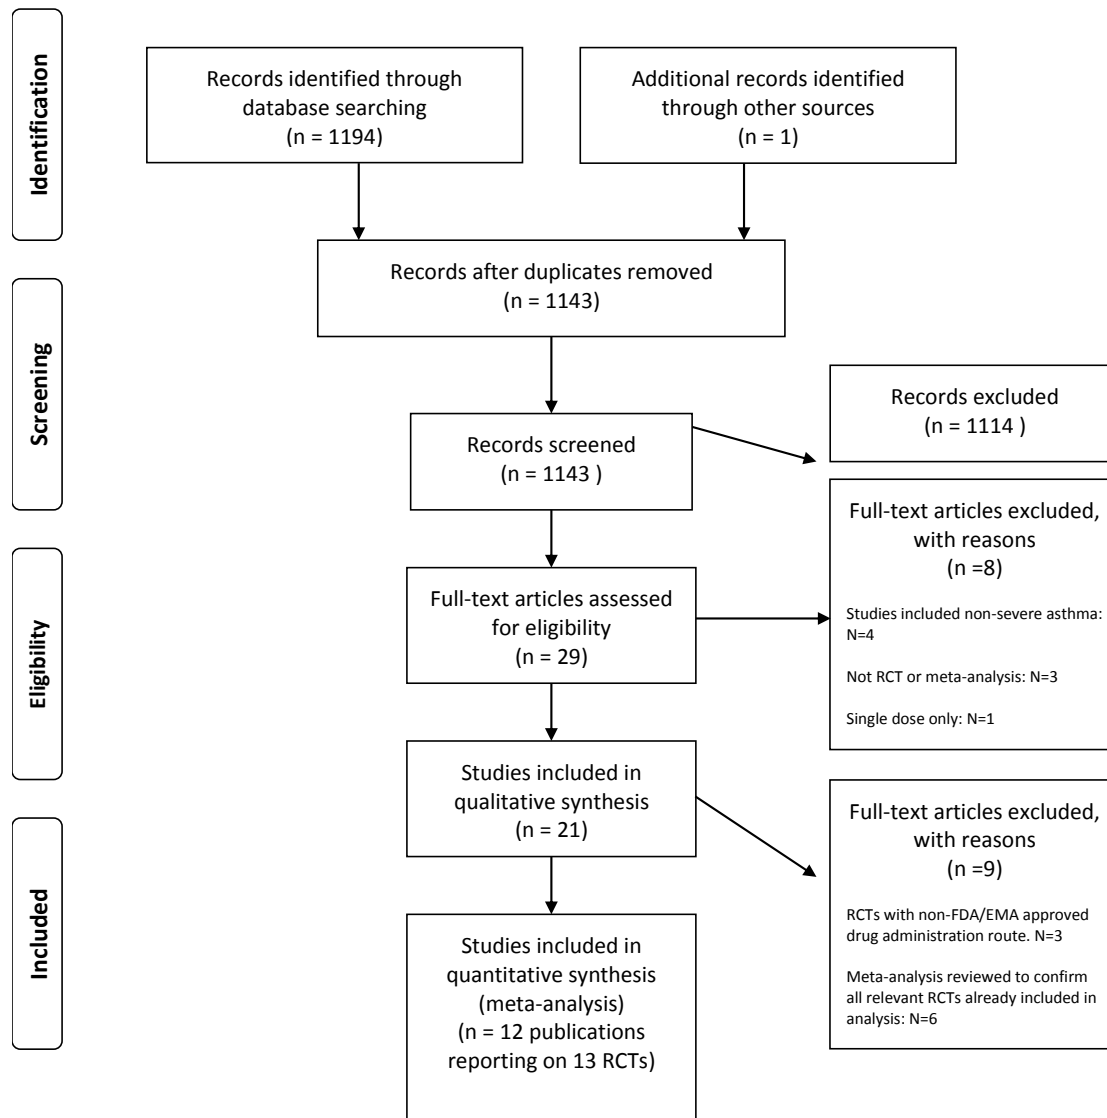 Identification
Records identified through
database searching
(n = 1194)
Additional records identified
through other sources
(n = 1)
Records after duplicates removed
(n = 1143)
Screening
Records screened
(n = 1143 )
Records excluded
(n = 1114 )
Eligibility
Full-text articles assessed
for eligibility
(n = 29)
Full-text articles excluded,
with reasons
(n =8)
Studies included non-severe asthma:
N=4
Not RCT or meta-analysis: N=3
Single dose only: N=1
Studies included in
qualitative synthesis
(n = 21)
Full-text articles excluded,
with reasons
(n =9)
RCTs with non-FDA/EMA approved
drug administration route. N=3
Meta-analysis reviewed to confirm
all relevant RCTs already included in
analysis: N=6
Included
Studies included in
quantitative synthesis
(meta-analysis)
(n = 12 publications
reporting on 13 RCTs)